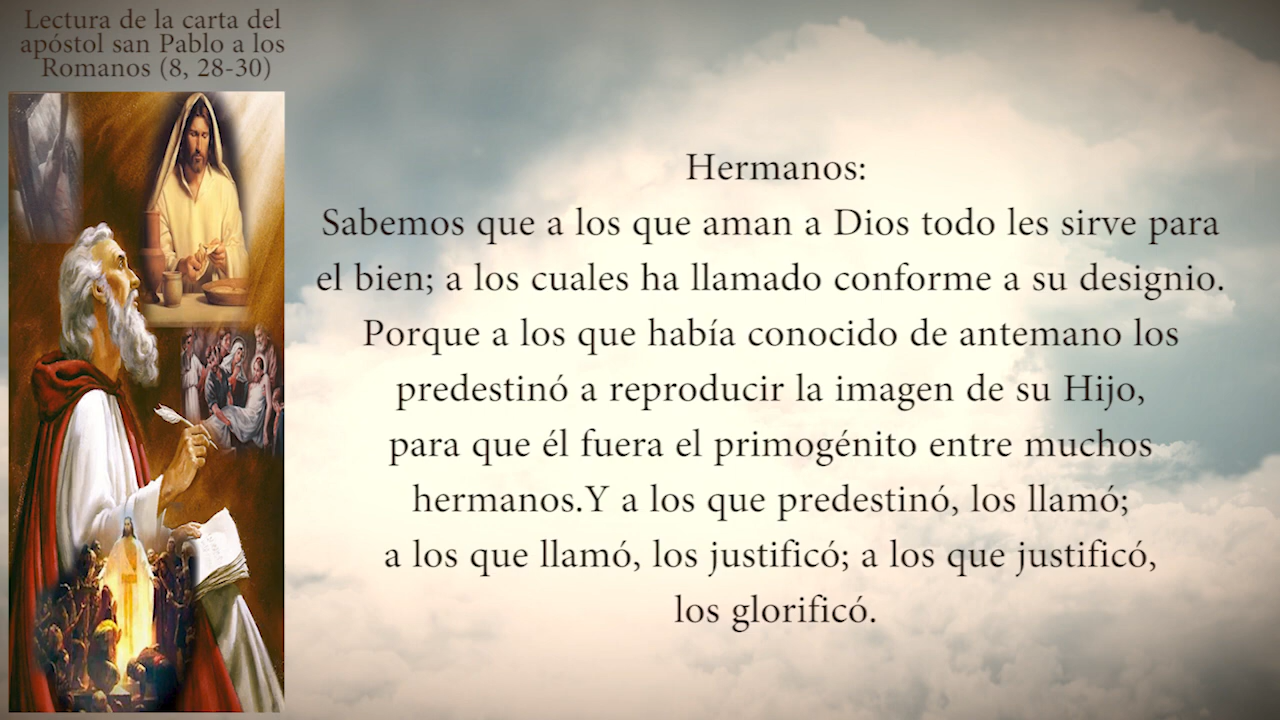 Lectura de la carta del
apóstol san Pablo a los
Romanos (8, 28-30)
Hermanos:
Sabemos que a los que aman a Dios todo les sirve para
el bien; a los cuales ha llamado conforme a su designio.
Porque a los que había conocido de antemano los
predestinó a reproducir la imagen de su Hijo,
para que él fuera el primogénito entre muchos
hermanos.Y a los que predestinó, los llamó;
a los que llamó, los justificó; a los que justificó,
los glorificó.